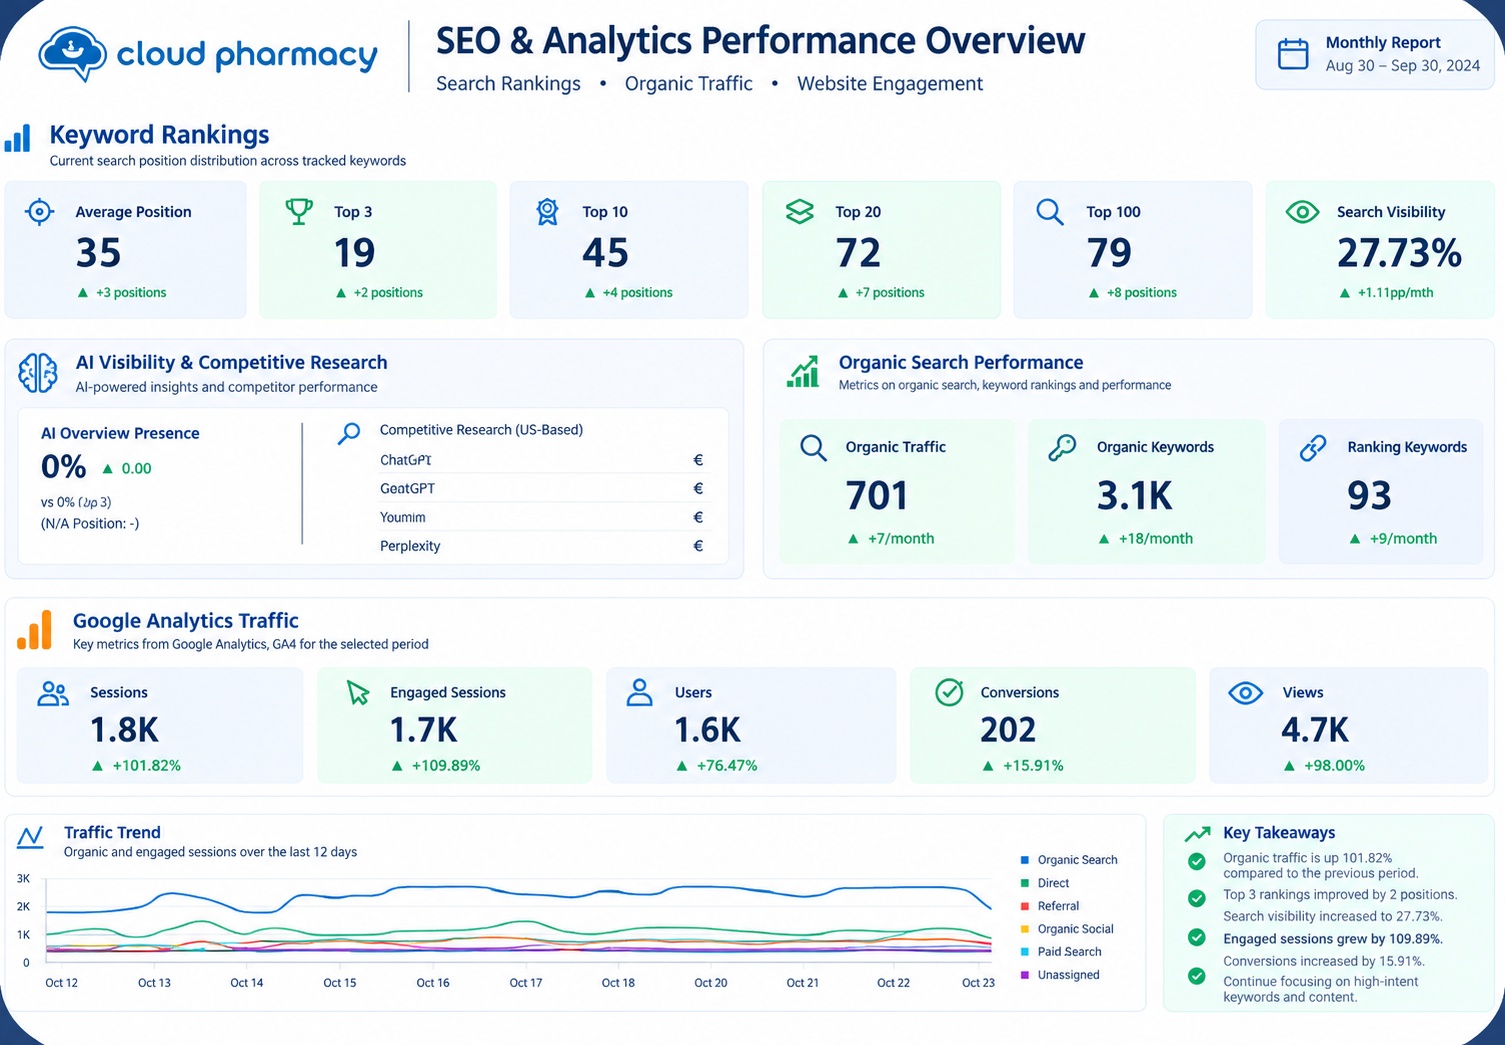 cloud pharmacy
SEO & Analytics Performance Overview
Search Rankings • Organic Traffic • Website Engagement
Monthly Report
Aug 30 – Sep 30, 2024
Keyword Rankings
Current search position distribution across tracked keywords
Average Position
35
▲ +3 positions
Top 3
19
▲ +2 positions
Top 10
45
▲ +4 positions
Top 20
72
▲ +7 positions
Top 100
79
▲ +8 positions
Search Visibility
27.73%
▲ +1.11pp/mth
AI Visibility & Competitive Research
AI-powered insights and competitor performance
AI Overview Presence
0% ▲ 0.00
vs 0% ( 3)
(N/A Position: -)
Competitive Research (US-Based)
ChatGPT €
GeatGPT €
Youmim €
Perplexity €
Organic Search Performance
Metrics on organic search, keyword rankings and performance
Organic Traffic
701
▲ +7/month
Organic Keywords
3.1K
▲ +18/month
Ranking Keywords
93
▲ +9/month
Google Analytics Traffic
Key metrics from Google Analytics, GA4 for the selected period
Sessions
1.8K
▲ +101.82%
Engaged Sessions
1.7K
▲ +109.89%
Users
1.6K
▲ +76.47%
Conversions
202
▲ +15.91%
Views
4.7K
▲ +98.00%
Traffic Trend
Organic and engaged sessions over the last 12 days
3K
2K
1K
0
Oct 12 Oct 13 Oct 14 Oct 15 Oct 16 Oct 17 Oct 18 Oct 20 Oct 21 Oct 22 Oct 23
Organic Search
Direct
Referral
Organic Social
Paid Search
Unassigned
Key Takeaways
Organic traffic is up 101.82%
compared to the previous period.
Top 3 rankings improved by 2 positions.
Search visibility increased to 27.73%.
Engaged sessions grew by 109.89%.
Conversions increased by 15.91%.
Continue focusing on high-intent
keywords and content.